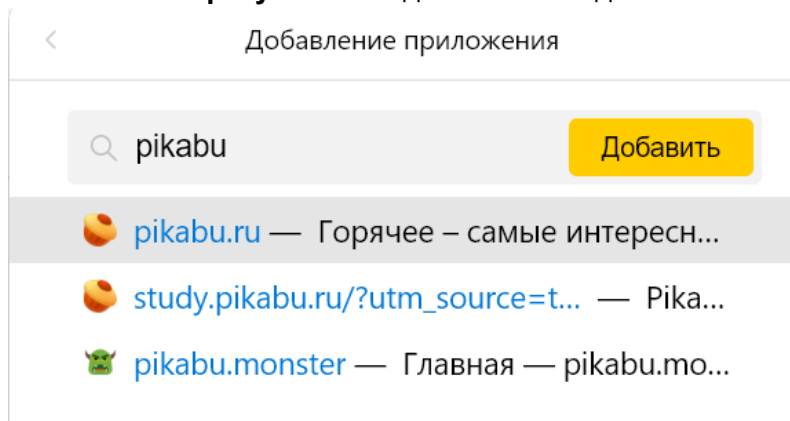 Добавление приложения
pikabu Добавить
pikabu.ru — Горячее – самые интересн...
study.pikabu.ru/?utm_source=t... — Pika...
pikabu.monster — Главная — pikabu.mo...